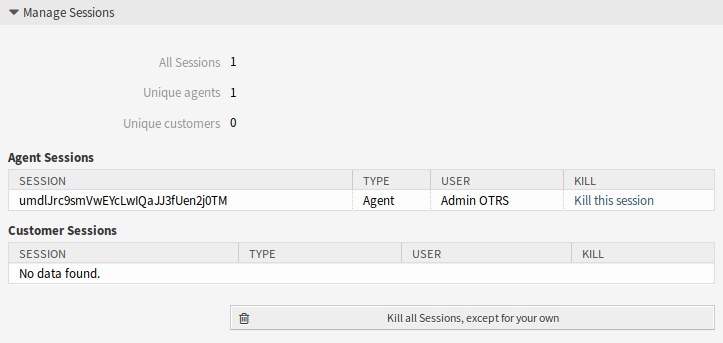 Manage Sessions
All Sessions 1
Unique agents 1
Unique customers 0
Agent Sessions
SESSION TYPE USER KILL
umdlJrc9smVwEYcLwIQaJJ3fUen2j0TM Agent Admin OTRS Kill this session
Customer Sessions
SESSION TYPE USER KILL
No data found.
Kill all Sessions, except for your own